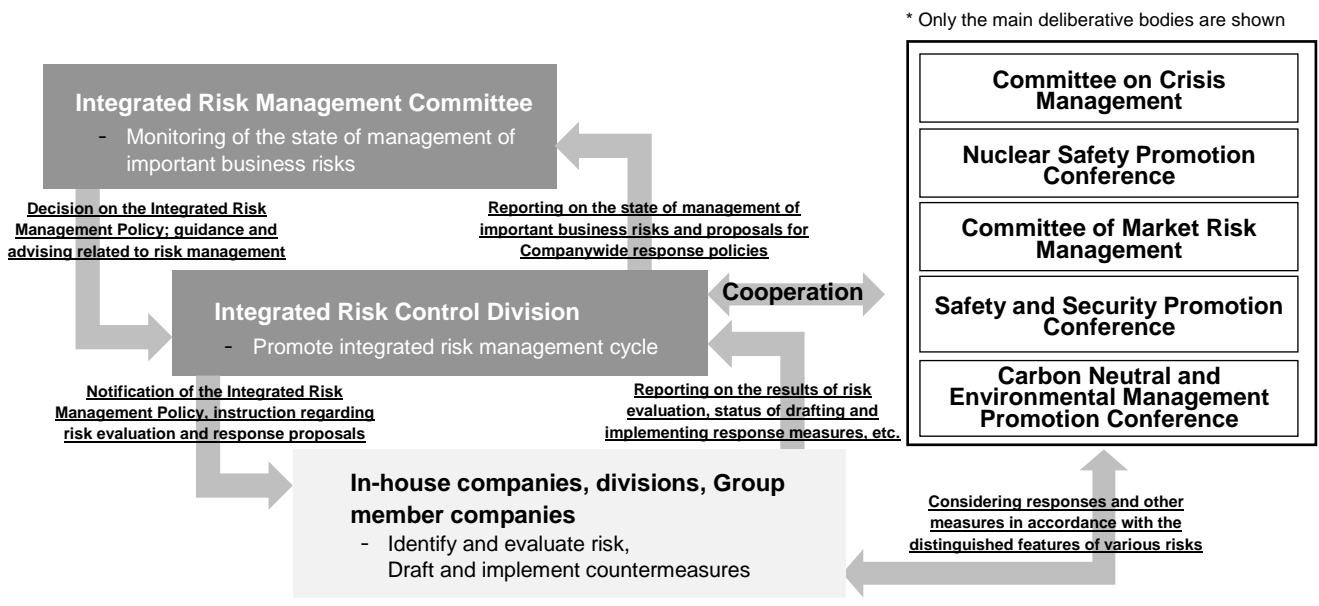 * Only the main deliberative bodies are shown
Integrated Risk Management Committee
- Monitoring of the state of management of
important business risks
Decision on the Integrated Risk
Management Policy; guidance and
advising related to risk management
Reporting on the state of management of
important business risks and proposals for
Companywide response policies
Integrated Risk Control Division
- Promote integrated risk management cycle
Cooperation
Notification of the Integrated Risk
Management Policy, instruction regarding
risk evaluation and response proposals
Reporting on the results of risk
evaluation, status of drafting and
implementing response measures, etc.
In-house companies, divisions, Group
member companies
- Identify and evaluate risk,
Draft and implement countermeasures
Committee on Crisis
Management
Nuclear Safety Promotion
Conference
Committee of Market Risk
Management
Safety and Security Promotion
Conference
Carbon Neutral and
Environmental Management
Promotion Conference
Considering responses and other
measures in accordance with the
distinguished features of various risks